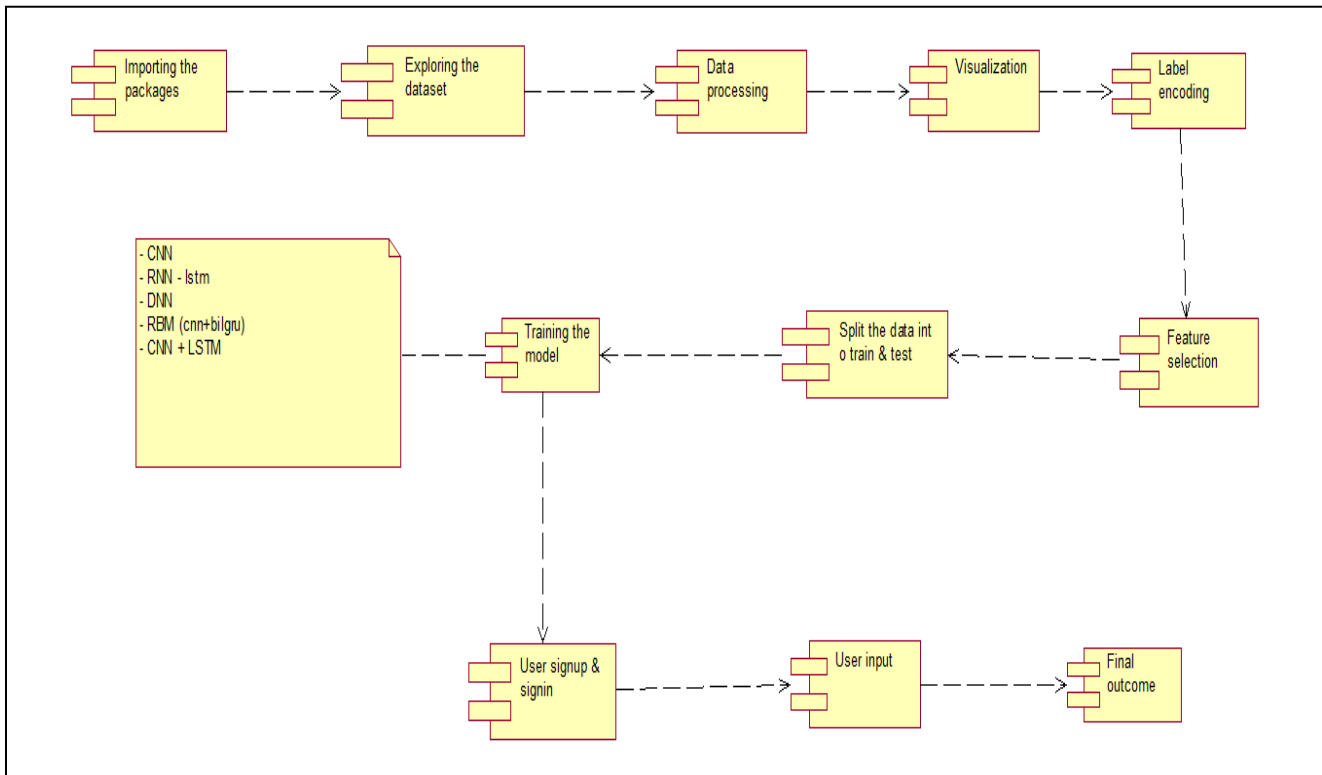 Importing the
packages
Exploring the
dataset
Data
processing
Visualization
Label
encoding
- CNN
- RNN - lstm
- DNN
- RBM (cnn+bilgru)
- CNN + LSTM
Training the
model
Split the data int
o train & test
Feature
selection
User signup &
signin
User input
Final
outcome